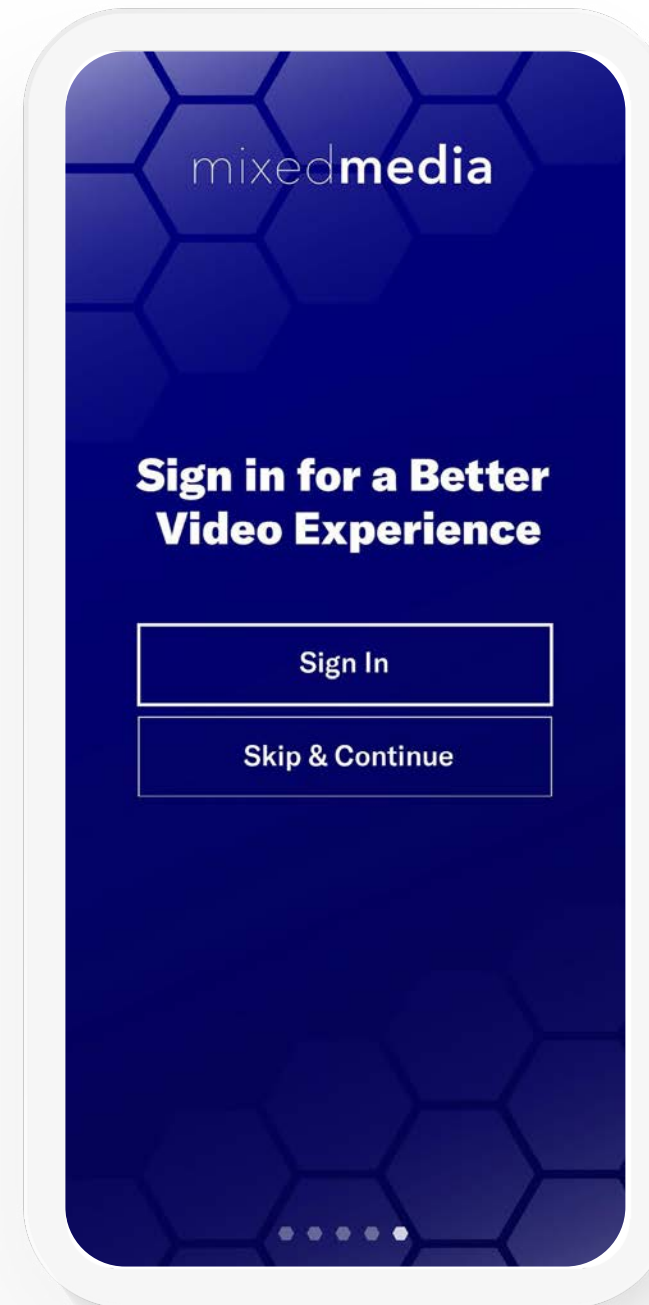 mixedmedia
Sign in for a Better
Video Experience
Sign In
Skip & Continue